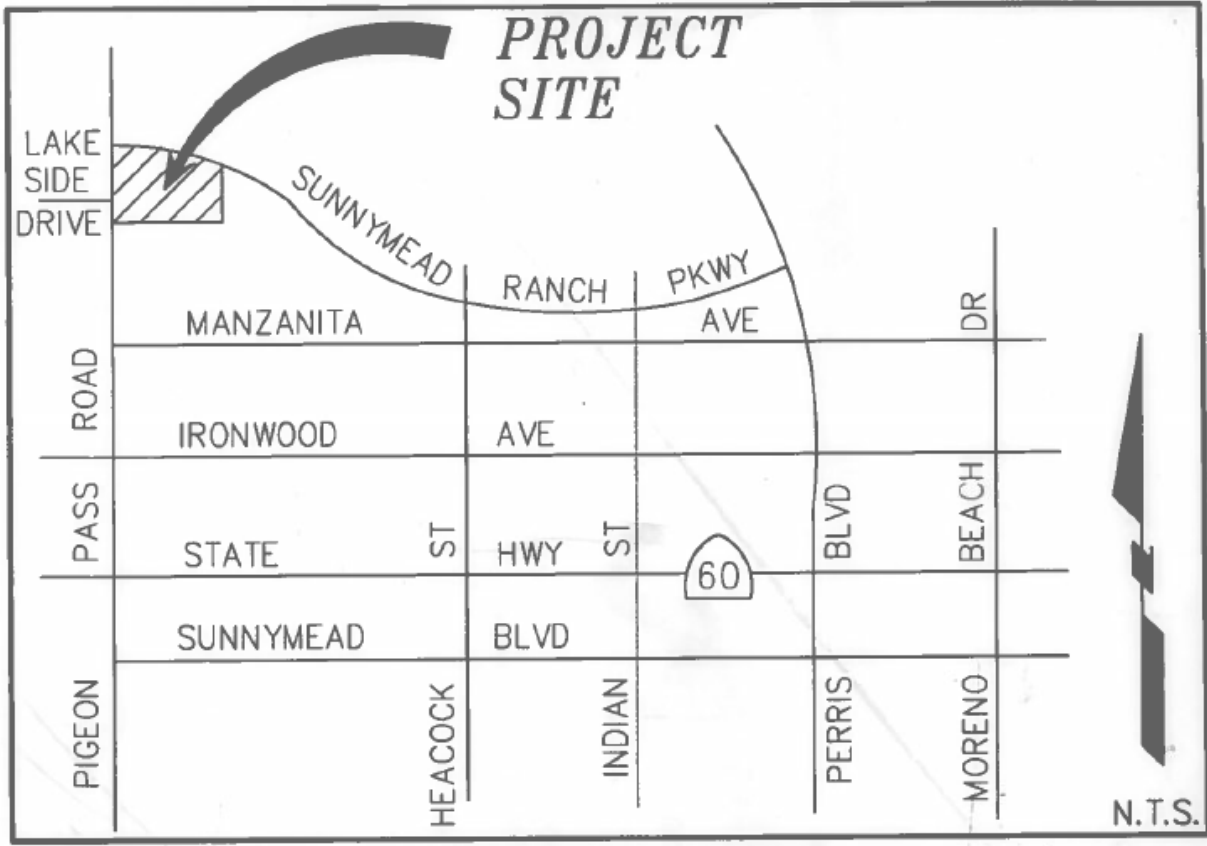 PROJECT
SITE
LAKE
SIDE
DRIVE
SUNNYMEAD RANCH PKWY
MANZANITA AVE
IRONWOOD AVE
STATE HWY 60
SUNNYMEAD BLVD
PIGEON PASS ROAD
HEACOCK ST
INDIAN ST
PERRIS BLVD
MORENO BEACH DR
N
N.T.S.